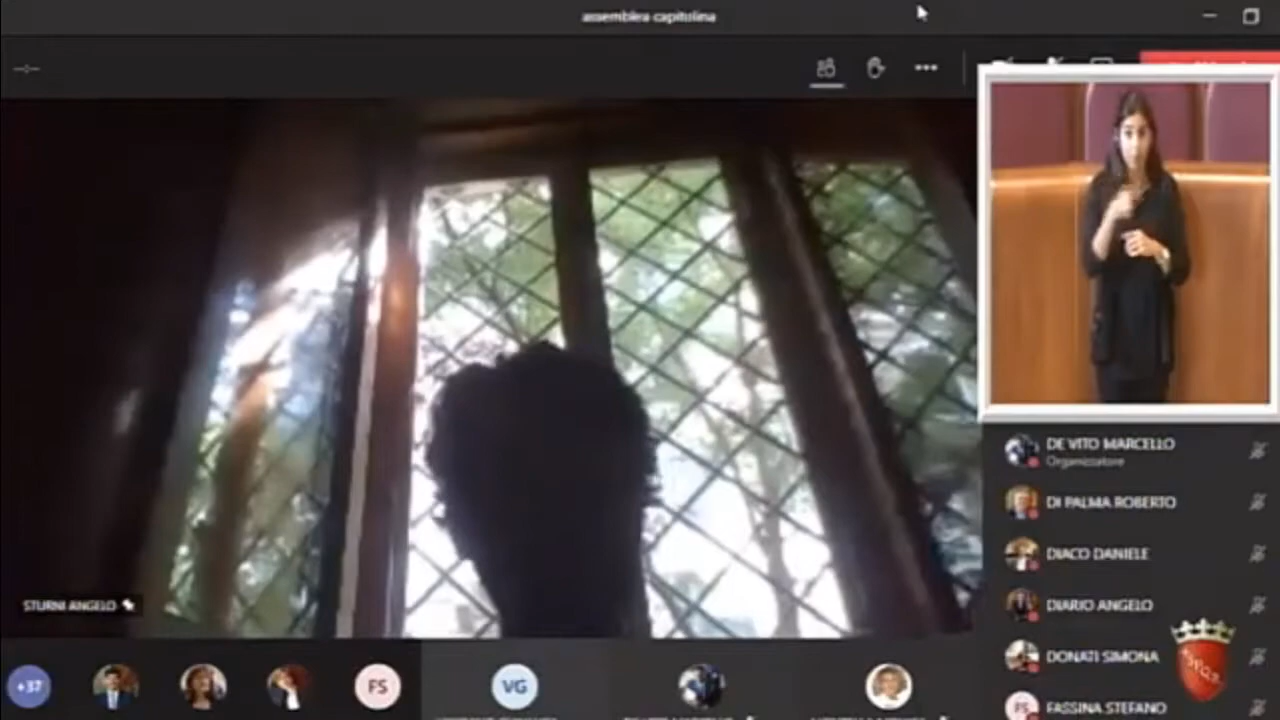 assemblea capitolina
DE VITO MARCELLO
Organizzatore
DI PALMA ROBERTO
DIACO DANIELE
DIARIO ANGELO
DONATI SIMONA
FS FASSINA STEFANO
STURNI ANGELO
+37 FS VG
S.P.Q.R.